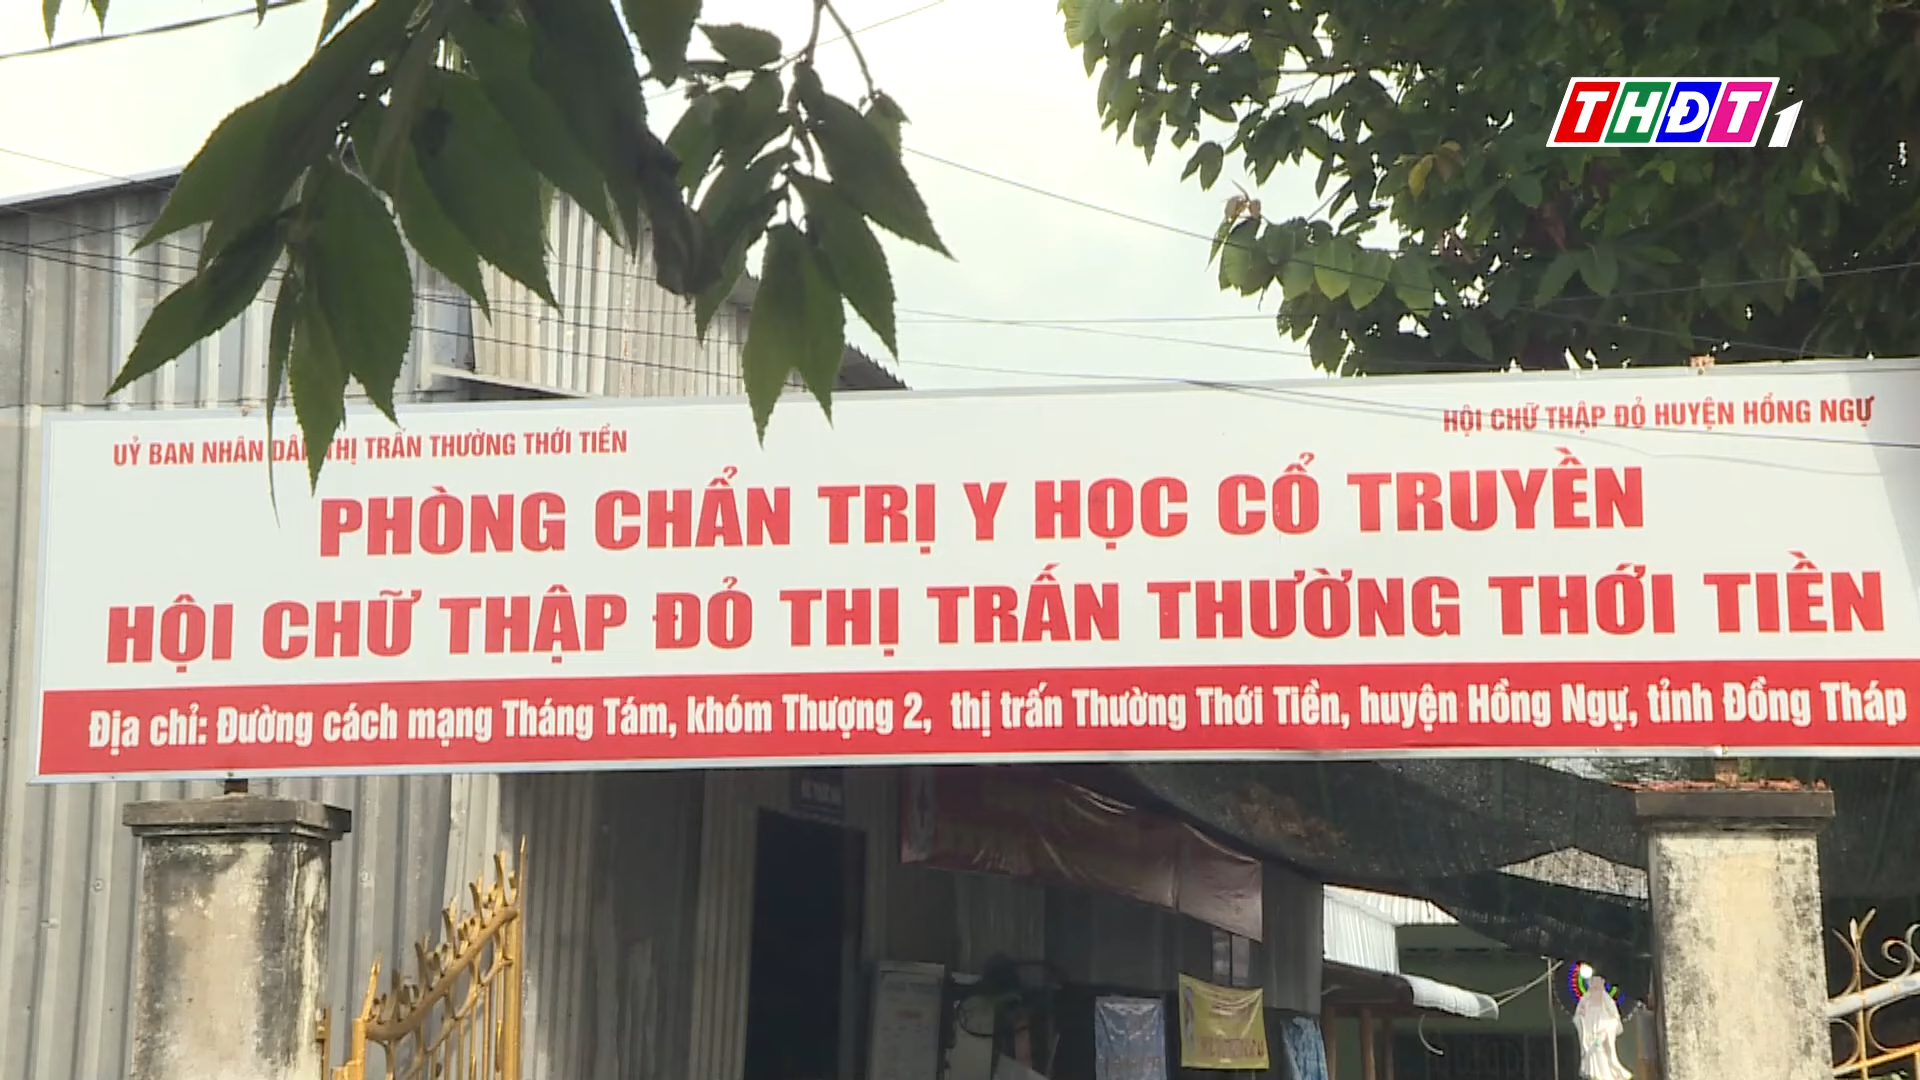 THĐT1
UỶ BAN NHÂN DÂN THỊ TRẤN THƯỜNG THỚI TIỀN
HỘI CHỮ THẬP ĐỎ HUYỆN HỒNG NGỰ
PHÒNG CHẨN TRỊ Y HỌC CỔ TRUYỀN
HỘI CHỮ THẬP ĐỎ THỊ TRẤN THƯỜNG THỚI TIỀN
Địa chỉ: Đường cách mạng Tháng Tám, khóm Thượng 2, thị trấn Thường Thới Tiền, huyện Hồng Ngự, tỉnh Đồng Tháp